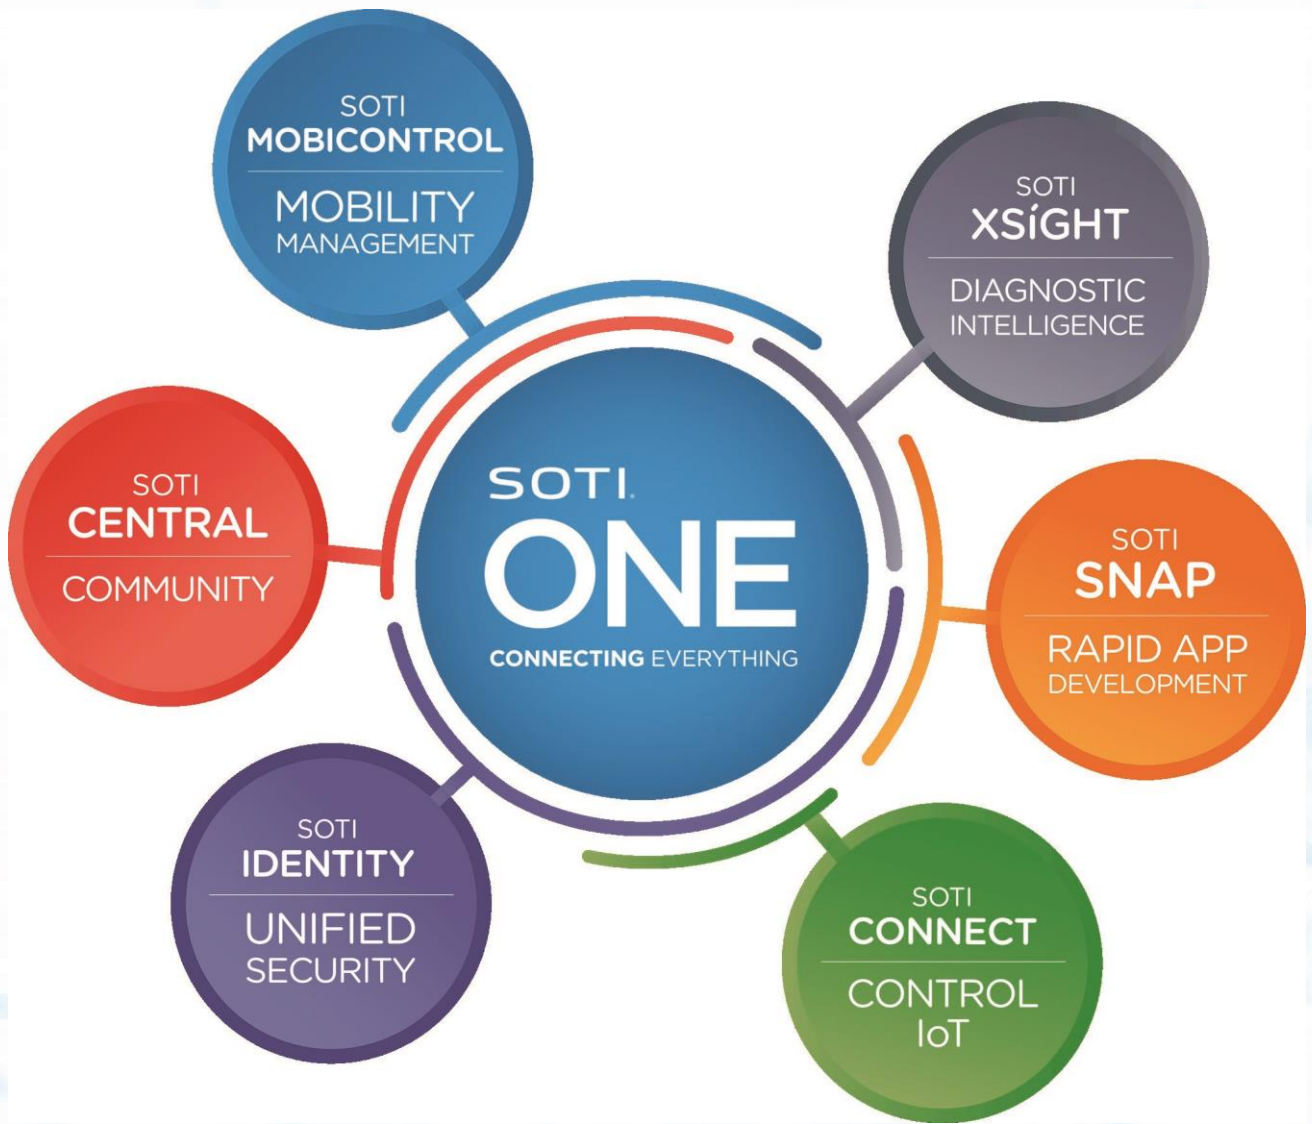 SOTI
MOBICONTROL
MOBILITY
MANAGEMENT
SOTI
XSíGHT
DIAGNOSTIC
INTELLIGENCE
SOTI
CENTRAL
COMMUNITY
SOTI.
ONE
CONNECTING EVERYTHING
SOTI
SNAP
RAPID APP
DEVELOPMENT
SOTI
IDENTITY
UNIFIED
SECURITY
SOTI
CONNECT
CONTROL
IoT